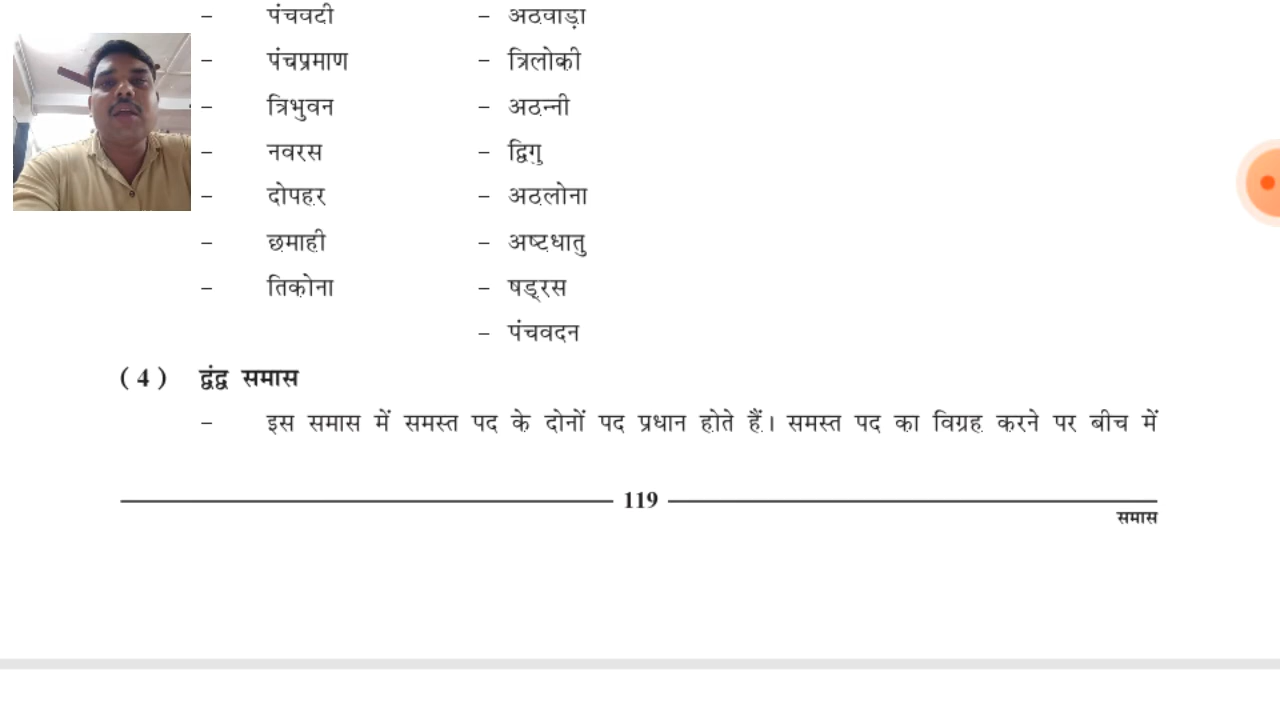 – पंचवटी – अठवाड़ा
– पंचप्रमाण – त्रिलोकी
– त्रिभुवन – अठन्नी
– नवरस – द्विगु
– दोपहर – अठलोना
– छमाही – अष्टधातु
– तिकोना – षड्रस
– पंचवदन
( 4 ) द्वंद्व समास
– इस समास में समस्त पद के दोनों पद प्रधान होते हैं। समस्त पद का विग्रह करने पर बीच में
119
समास